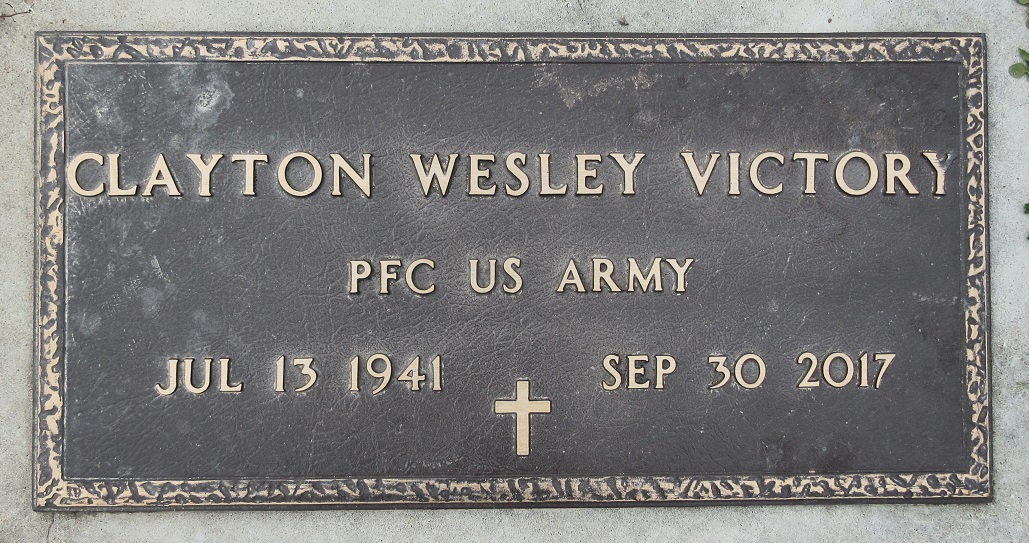 CLAYTON WESLEY VICTORY
PFC US ARMY
JUL 13 1941 SEP 30 2017